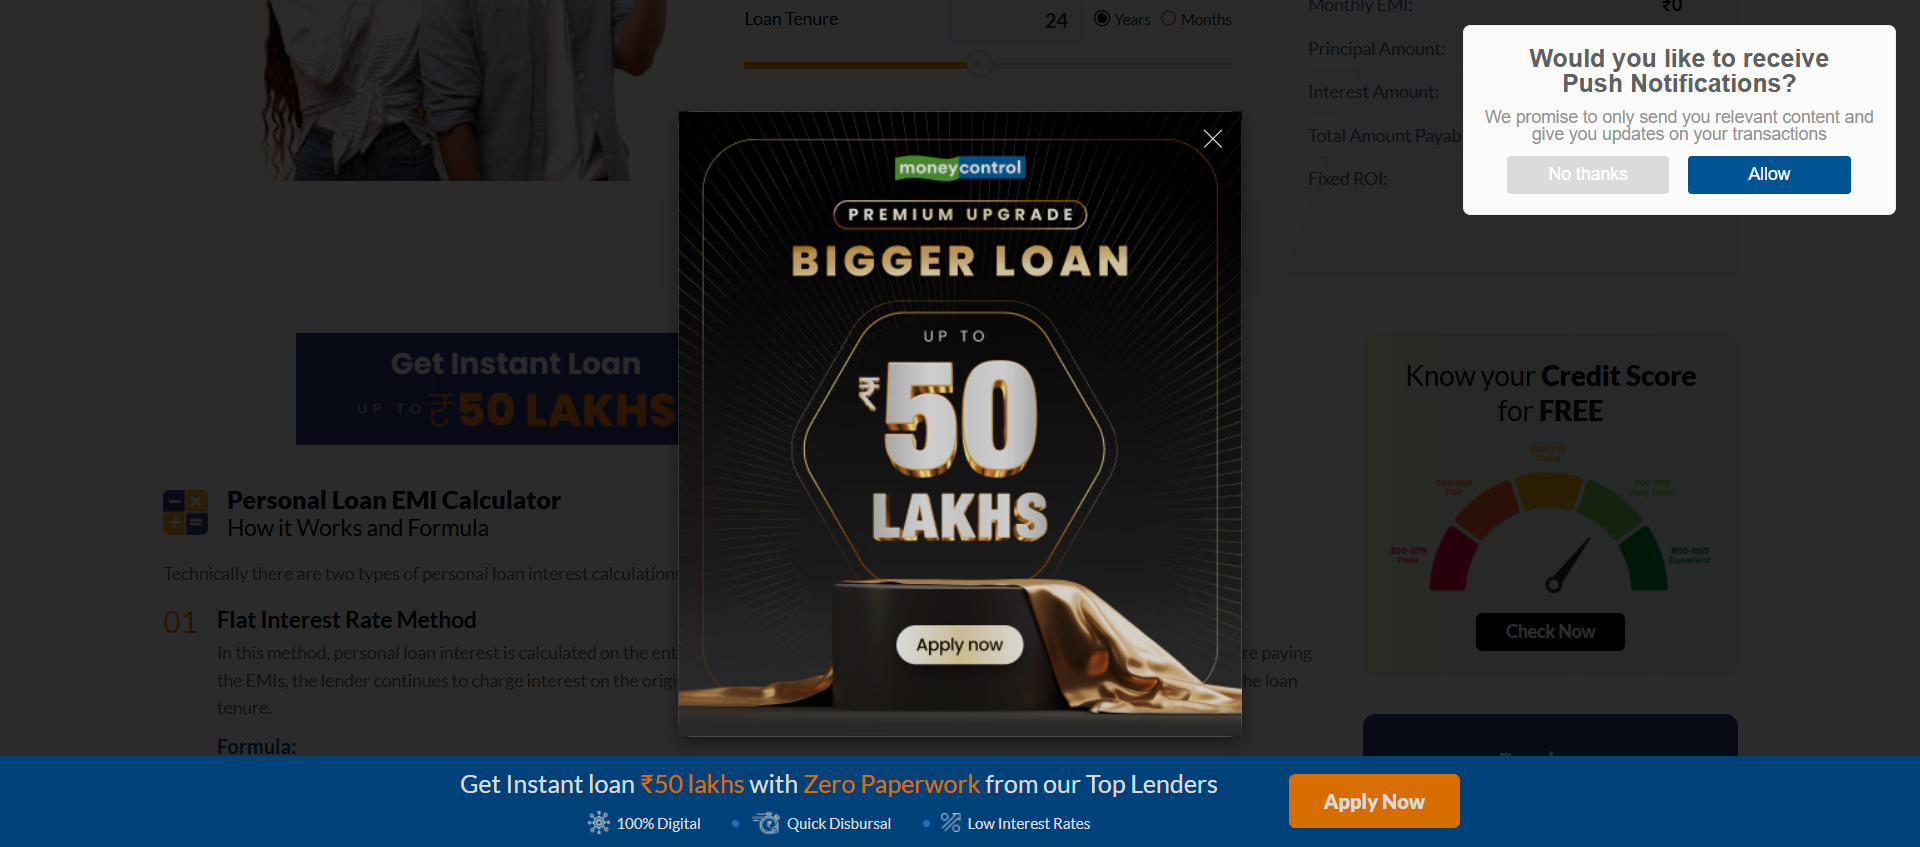 Loan Tenure
24
Years
Months
Monthly EMI:
₹0
Principal Amount:
Interest Amount:
Total Amount Payab
Fixed ROI:
Would you like to receive
Push Notifications?
We promise to only send you relevant content and
give you updates on your transactions
No thanks
Allow
moneycontrol
PREMIUM UPGRADE
BIGGER LOAN
UP TO
₹50
LAKHS
Apply now
Get Instant Loan
UP TO ₹50 LAKHS
Personal Loan EMI Calculator
How it Works and Formula
Technically there are two types of personal loan interest calculations
01 Flat Interest Rate Method
In this method, personal loan interest is calculated on the ent
re paying
the EMIs, the lender continues to charge interest on the origi
he loan
tenure.
Formula:
Know your Credit Score
for FREE
300-579
Poor
580-669
Fair
670-739
Good
740-799
Very Good
800-850
Excellent
Check Now
Get Instant loan ₹50 lakhs with Zero Paperwork from our Top Lenders
100% Digital
Quick Disbursal
Low Interest Rates
Apply Now